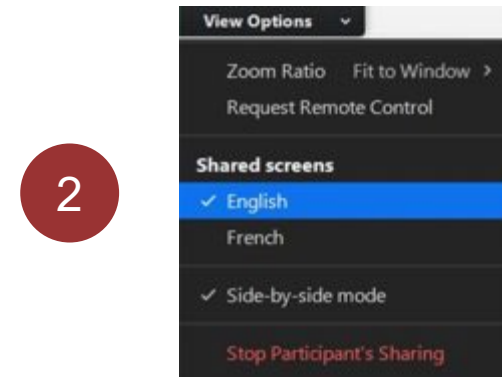 View Options
Zoom Ratio Fit to Window >
Request Remote Control
Shared screens
2
✓ English
French
✓ Side-by-side mode
Stop Participant's Sharing